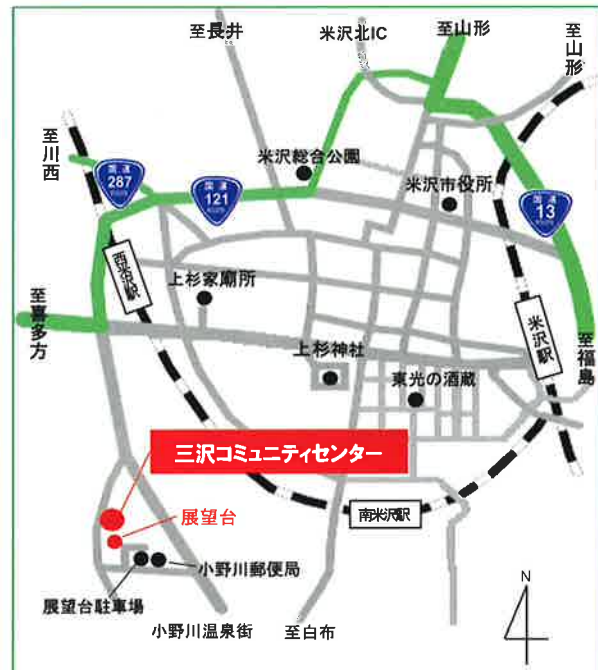 至長井
米沢北IC
至山形
至山形
至川西
国道
287
ROUTE
米沢総合公園
米沢市役所
国道
121
ROUTE
国道
13
ROUTE
西米沢駅
上杉家廟所
米沢駅
至喜多方
上杉神社
東光の酒蔵
至福島
三沢コミュニティセンター
展望台
南米沢駅
小野川郵便局
展望台駐車場
小野川温泉街
至白布
N